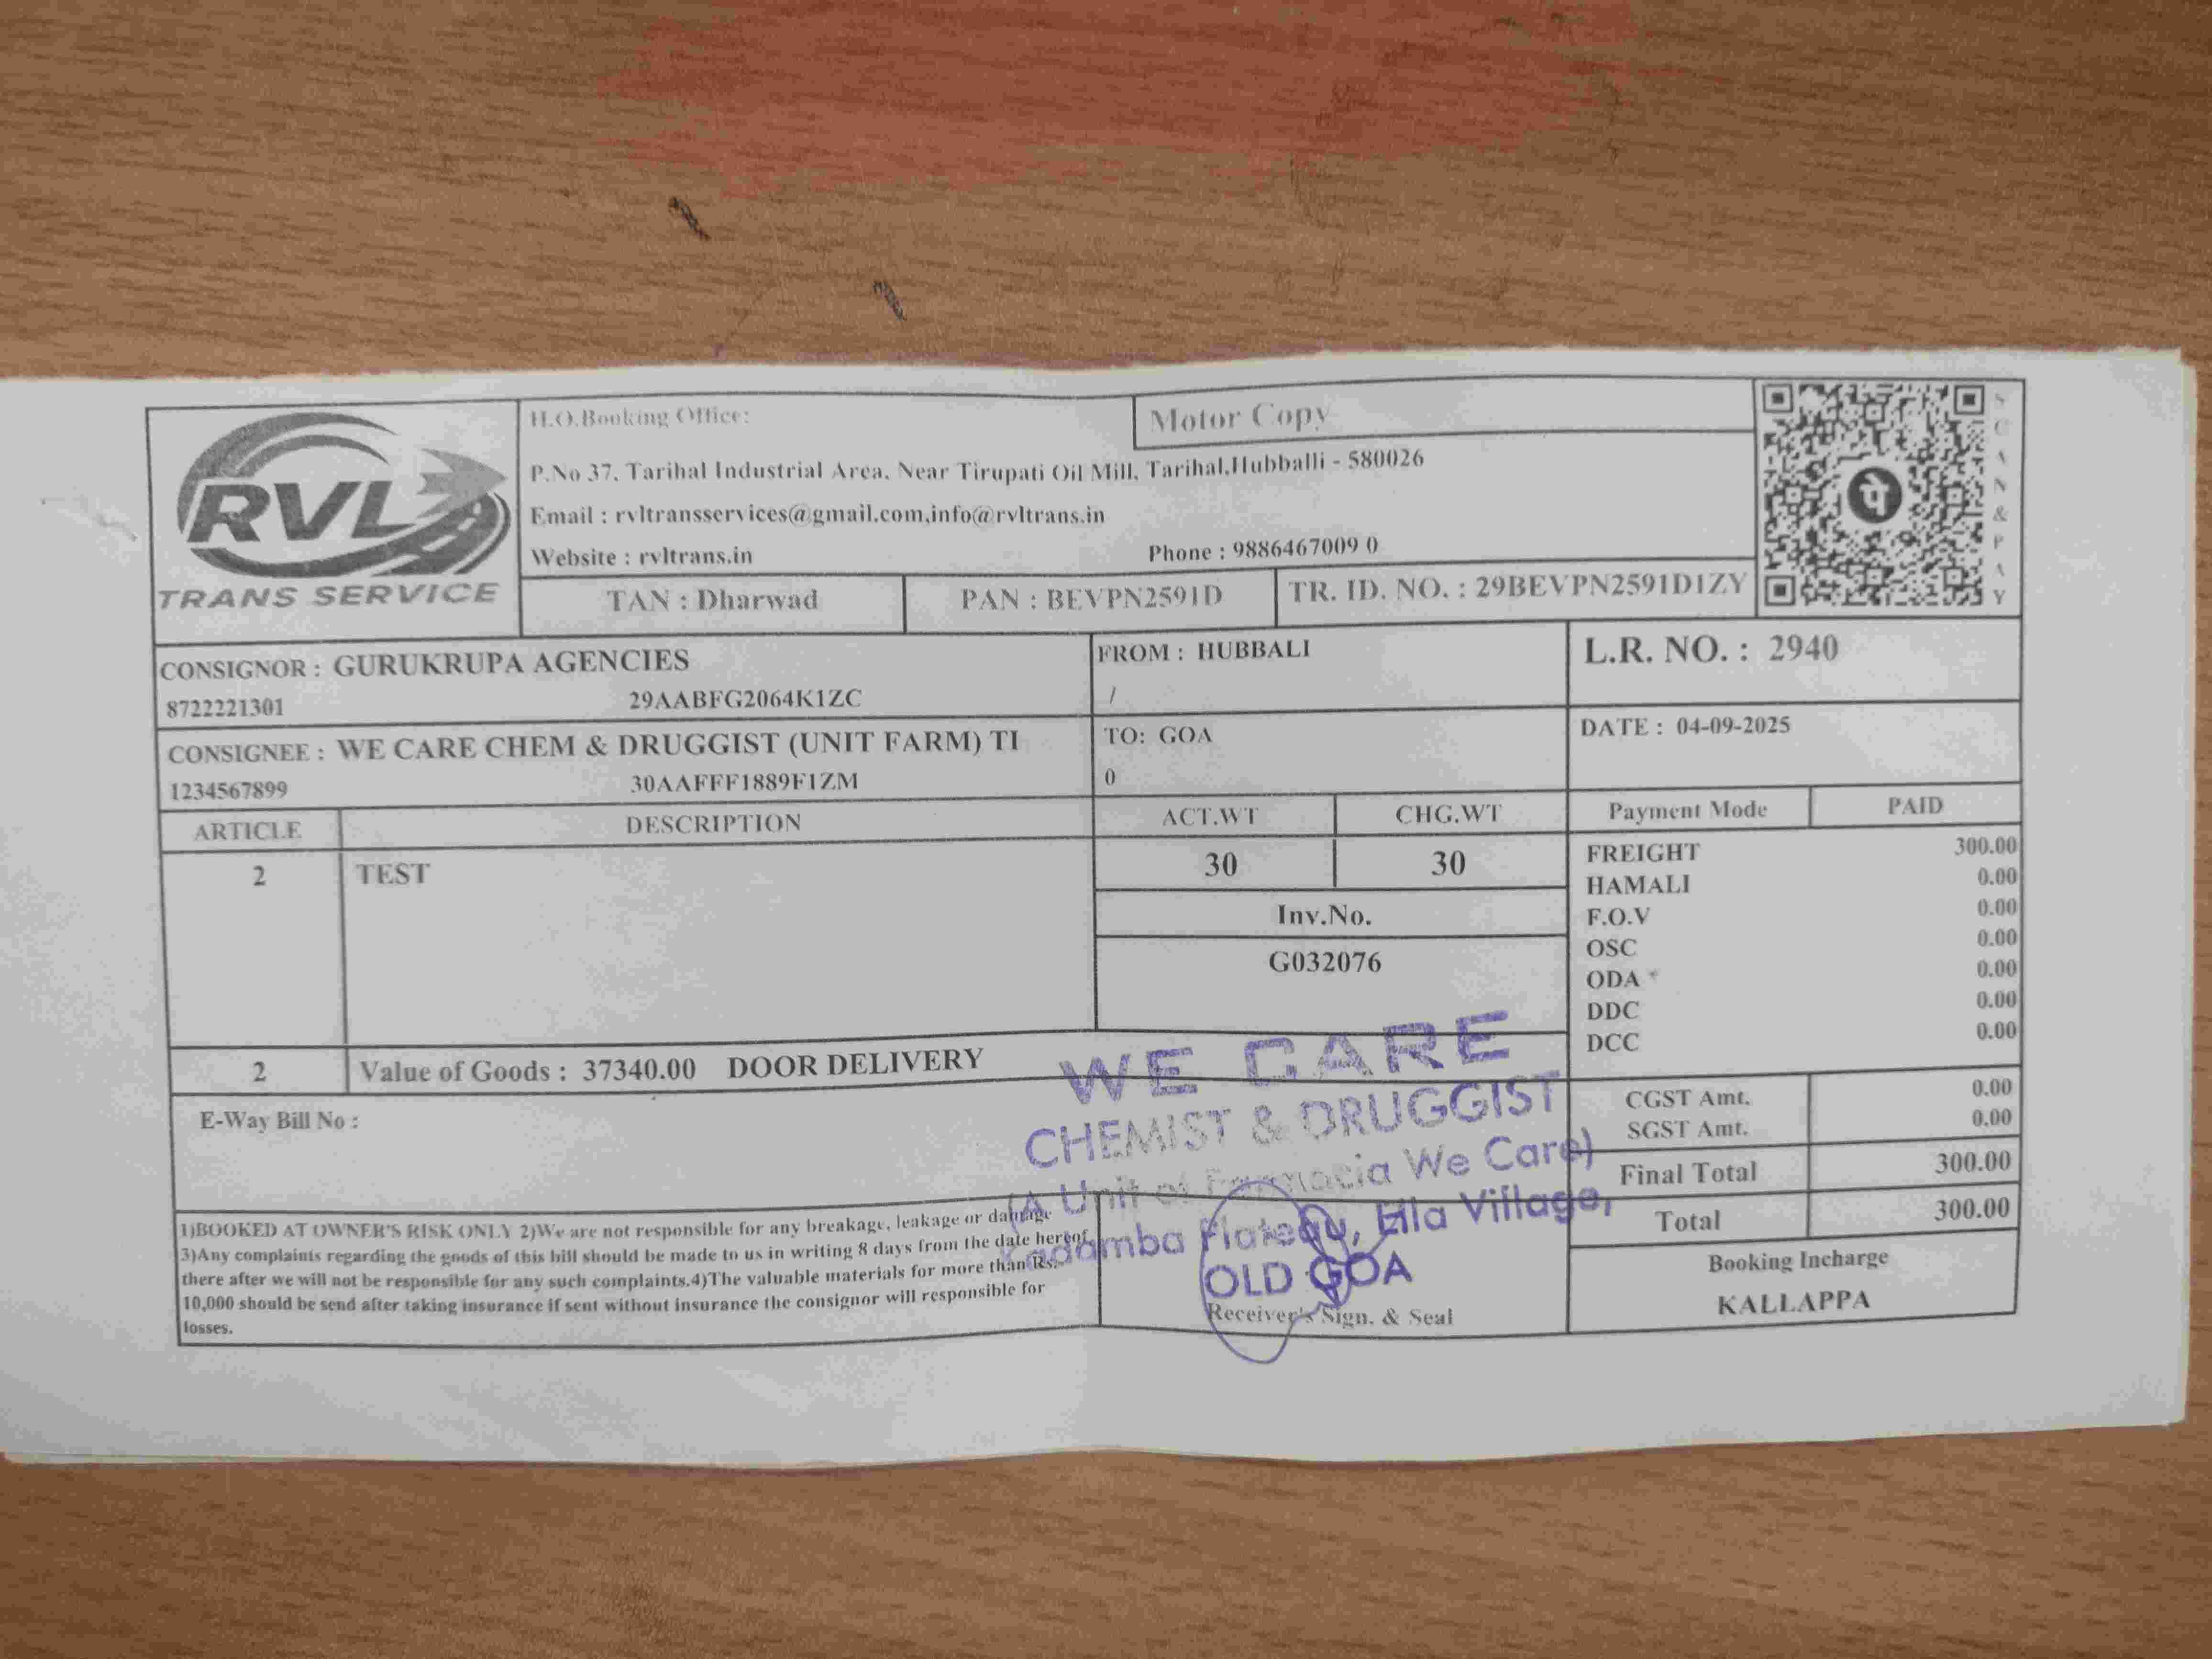 RVL
TRANS SERVICE
H.O.Booking Office:
Motor Copy
P.No 37, Tarihal Industrial Area, Near Tirupati Oil Mill, Tarihal,Hubballi - 580026
Email : rvltransservices@gmail.com,info@rvltrans.in
Website : rvltrans.in Phone : 9886467009 0
TAN : Dharwad PAN : BEVPN2591D TR. ID. NO. : 29BEVPN2591D1ZY
पे
SCAN & PAY
CONSIGNOR : GURUKRUPA AGENCIES
8722221301 29AABFG2064K1ZC
FROM : HUBBALI
/
L.R. NO. : 2940
CONSIGNEE : WE CARE CHEM & DRUGGIST (UNIT FARM) TI
1234567899 30AAFFF1889F1ZM
TO: GOA
0
DATE : 04-09-2025
ARTICLE DESCRIPTION ACT.WT CHG.WT Payment Mode PAID
2 TEST 30 30
Inv.No.
G032076
FREIGHT 300.00
HAMALI 0.00
F.O.V 0.00
OSC 0.00
ODA 0.00
DDC 0.00
DCC 0.00
2 Value of Goods : 37340.00 DOOR DELIVERY
E-Way Bill No :
CGST Amt. 0.00
SGST Amt. 0.00
Final Total 300.00
Total 300.00
WE CARE
CHEMIST & DRUGGIST
(A Unit of Farmacia We Care)
Kadamba Plateau, Ella Village,
OLD GOA
1)BOOKED AT OWNER'S RISK ONLY 2)We are not responsible for any breakage, leakage or damage
3)Any complaints regarding the goods of this bill should be made to us in writing 8 days from the date hereof
there after we will not be responsible for any such complaints.4)The valuable materials for more than Rs.
10,000 should be send after taking insurance if sent without insurance the consignor will responsible for
losses.
Receiver's Sign. & Seal
Booking Incharge
KALLAPPA